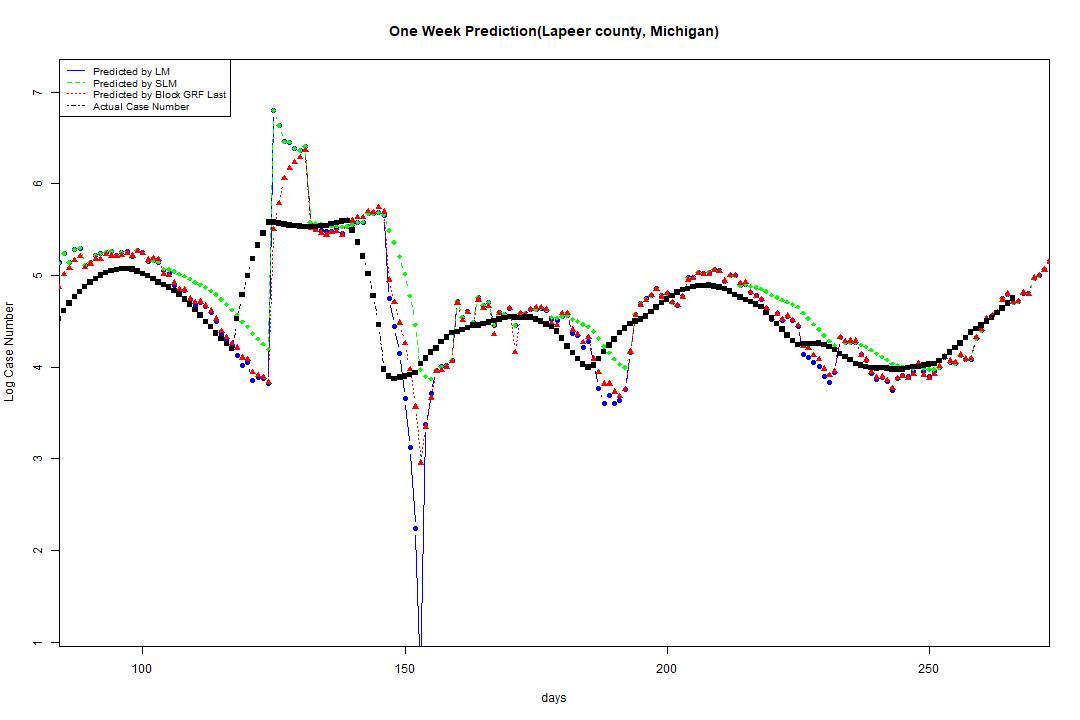 One Week Prediction(Lapeer county, Michigan)
Predicted by LM
Predicted by SLM
Predicted by Block GRF Last
Actual Case Number
7
6
5
4
3
2
1
Log Case Number
100 150 200 250
days